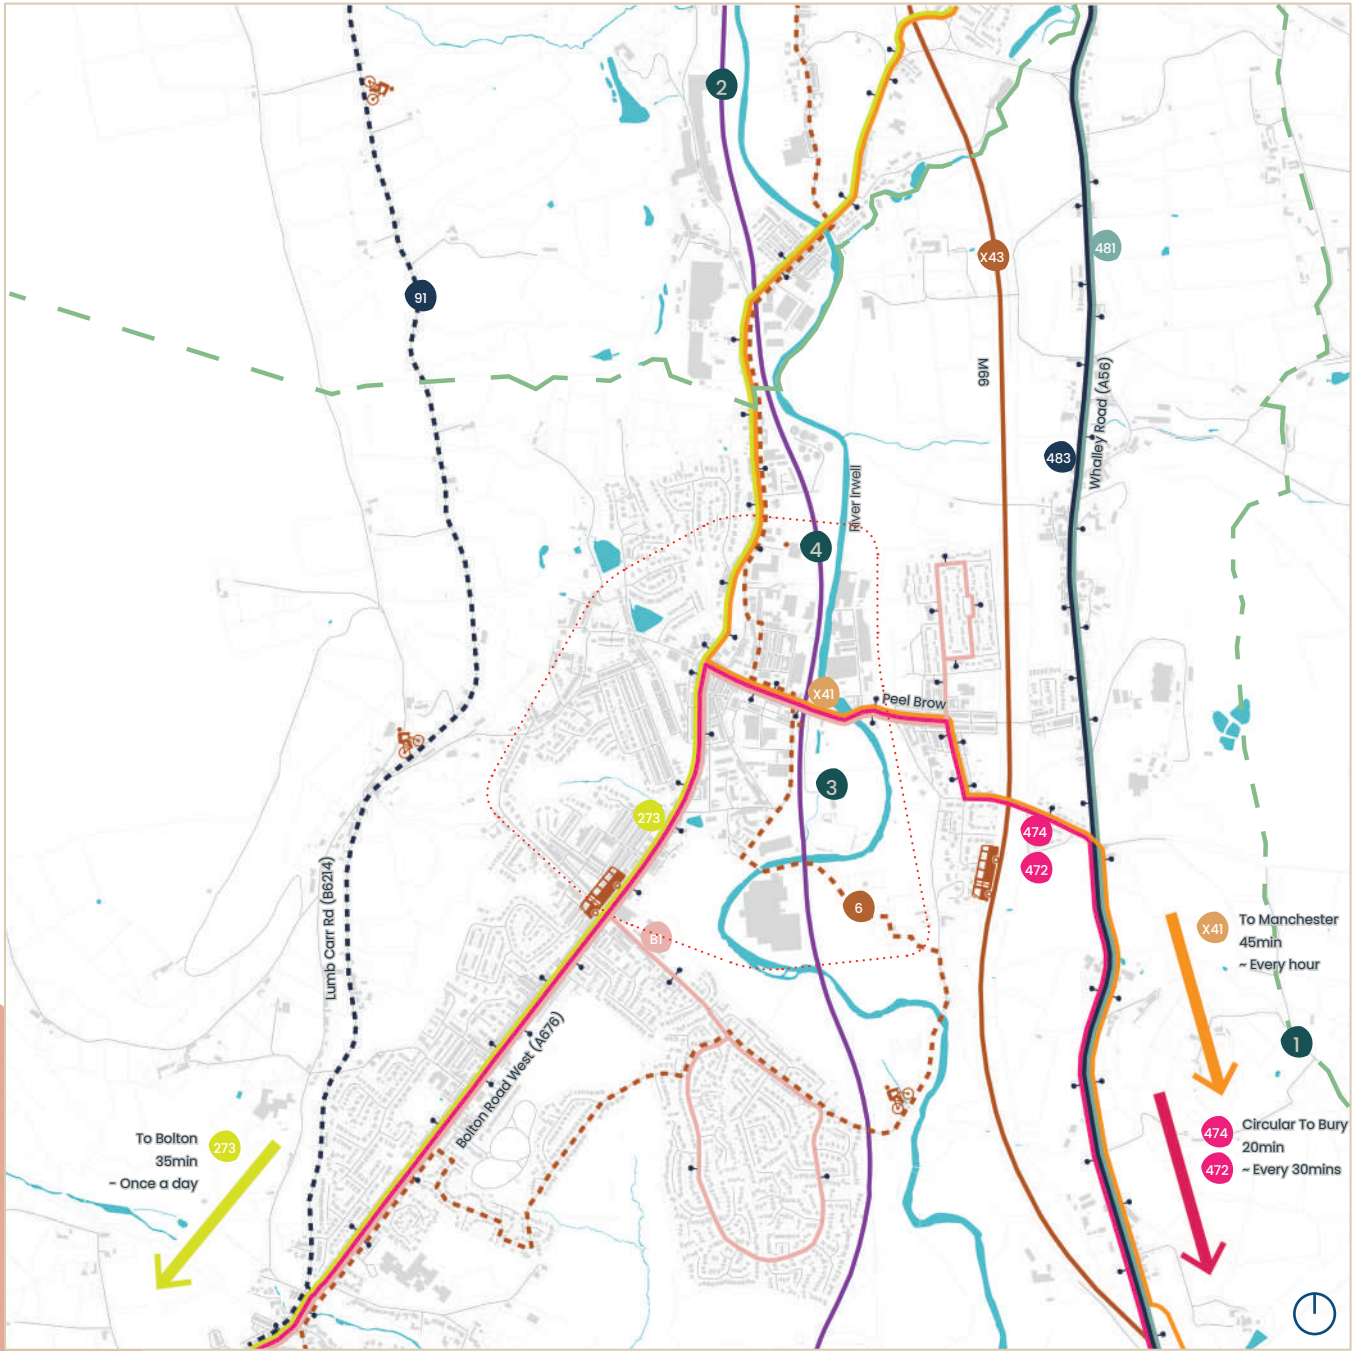 2
91
X43
481
M66
Whalley Road (A56)
483
River Irwell
4
X41
Peel Brow
3
273
474
472
6
B1
Lumb Carr Rd (B6214)
Bolton Road West (A676)
X41
To Manchester
45min
~ Every hour
1
474
472
Circular To Bury
20min
~ Every 30mins
To Bolton
35min
~ Once a day
273